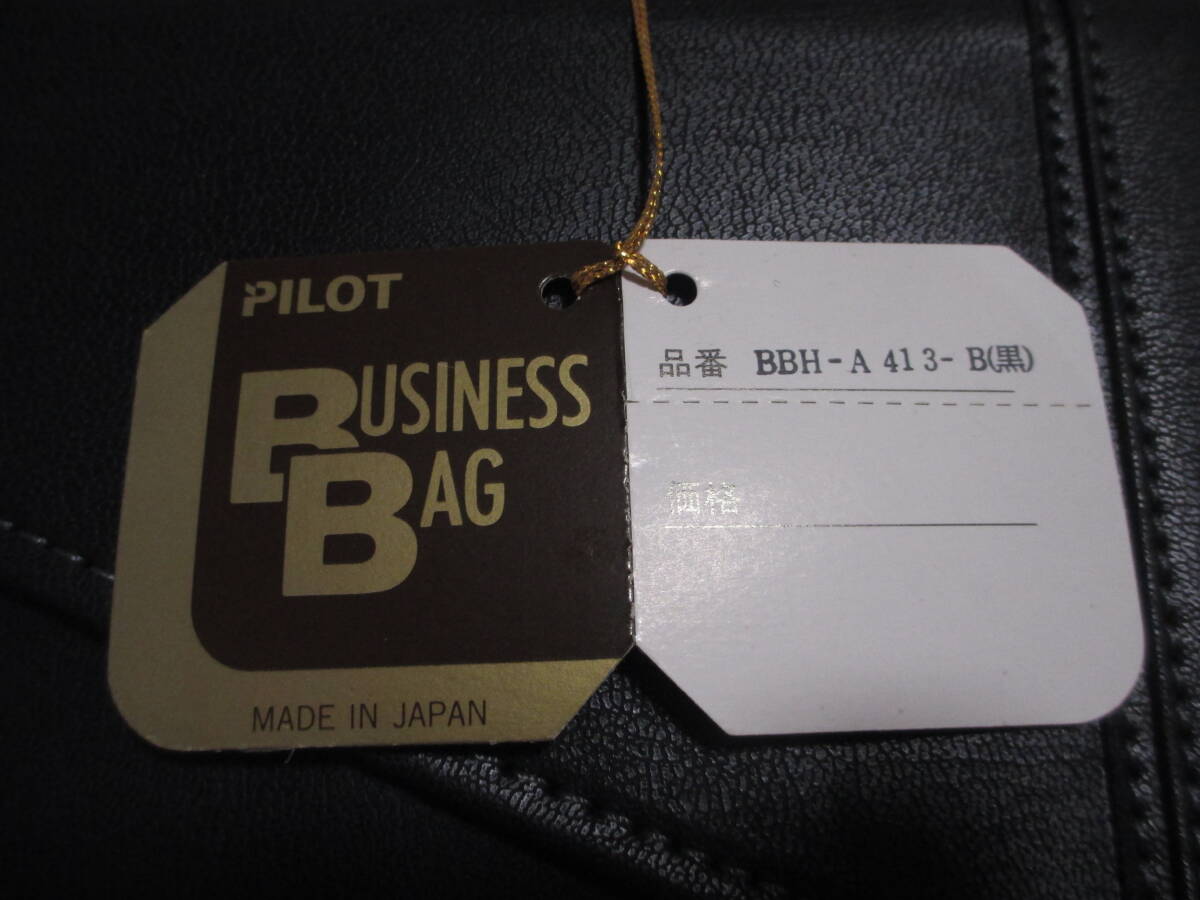 PILOT
BUSINESS
BAG
MADE IN JAPAN
品番 BBH-A 413-B(黒)
価格